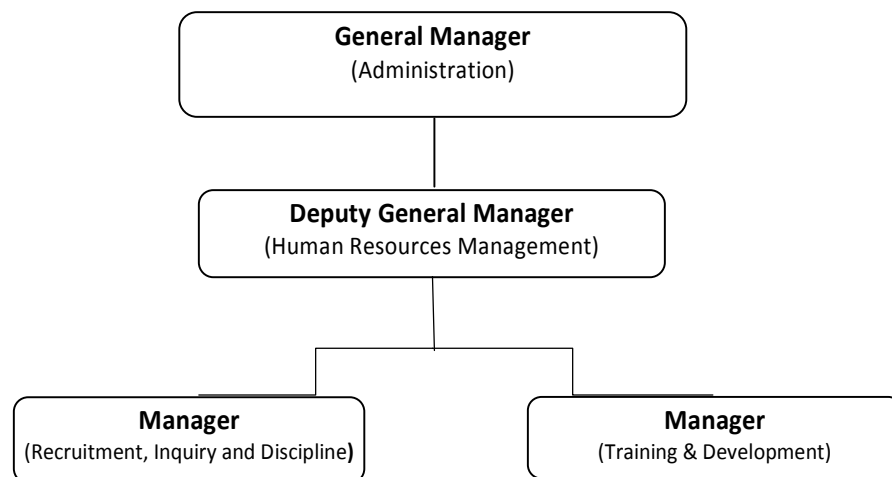 General Manager
(Administration)
Deputy General Manager
(Human Resources Management)
Manager
(Recruitment, Inquiry and Discipline)
Manager
(Training & Development)